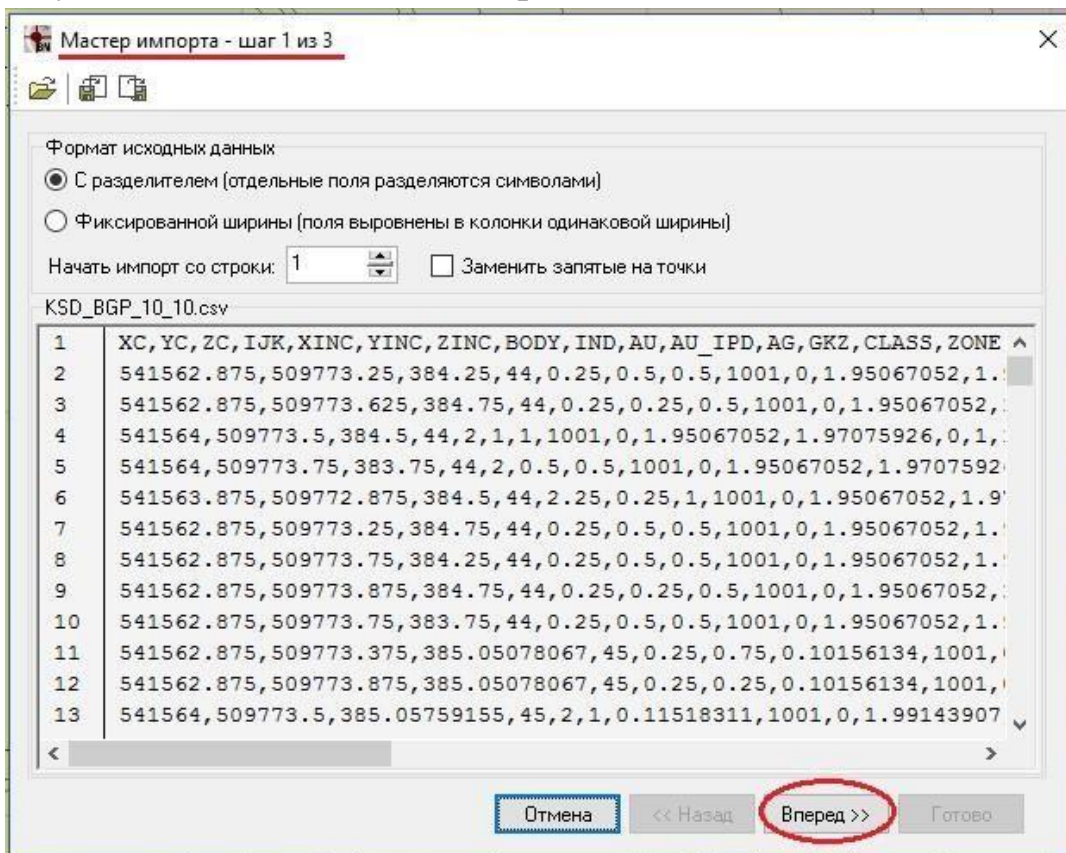 Мастер импорта - шаг 1 из 3
Формат исходных данных
С разделителем (отдельные поля разделяются символами)
Фиксированной ширины (поля выровнены в колонки одинаковой ширины)
Начать импорт со строки: 1 Заменить запятые на точки
KSD_BGP_10_10.csv
1 XC,YC,ZC,IJK,XINC,YINC,ZINC,BODY,IND,AU,AU_IPD,AG,GKZ,CLASS,ZONE
2 541562.875,509773.25,384.25,44,0.25,0.5,0.5,1001,0,1.95067052,1.
3 541562.875,509773.625,384.75,44,0.25,0.25,0.5,1001,0,1.95067052,
4 541564,509773.5,384.5,44,2,1,1,1001,0,1.95067052,1.97075926,0,1,
5 541564,509773.75,383.75,44,2,0.5,0.5,1001,0,1.95067052,1.9707592
6 541563.875,509772.875,384.5,44,2.25,0.25,1,1001,0,1.95067052,1.9
7 541562.875,509773.25,384.75,44,0.25,0.5,0.5,1001,0,1.95067052,1.
8 541562.875,509773.75,384.25,44,0.25,0.5,0.5,1001,0,1.95067052,1.
9 541562.875,509773.875,384.75,44,0.25,0.25,0.5,1001,0,1.95067052,
10 541562.875,509773.75,383.75,44,0.25,0.5,0.5,1001,0,1.95067052,1.
11 541562.875,509773.375,385.05078067,45,0.25,0.75,0.10156134,1001,
12 541562.875,509773.875,385.05078067,45,0.25,0.25,0.10156134,1001,
13 541564,509773.5,385.05759155,45,2,1,0.11518311,1001,0,1.99143907
Отмена << Назад Вперед >> Готово